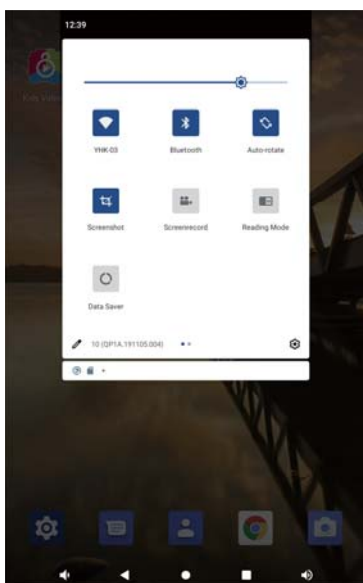 12:39
YHK-03
Bluetooth
Auto-rotate
Screenshot
Screenrecord
Reading Mode
Data Saver
10 (QP1A.191105.004)